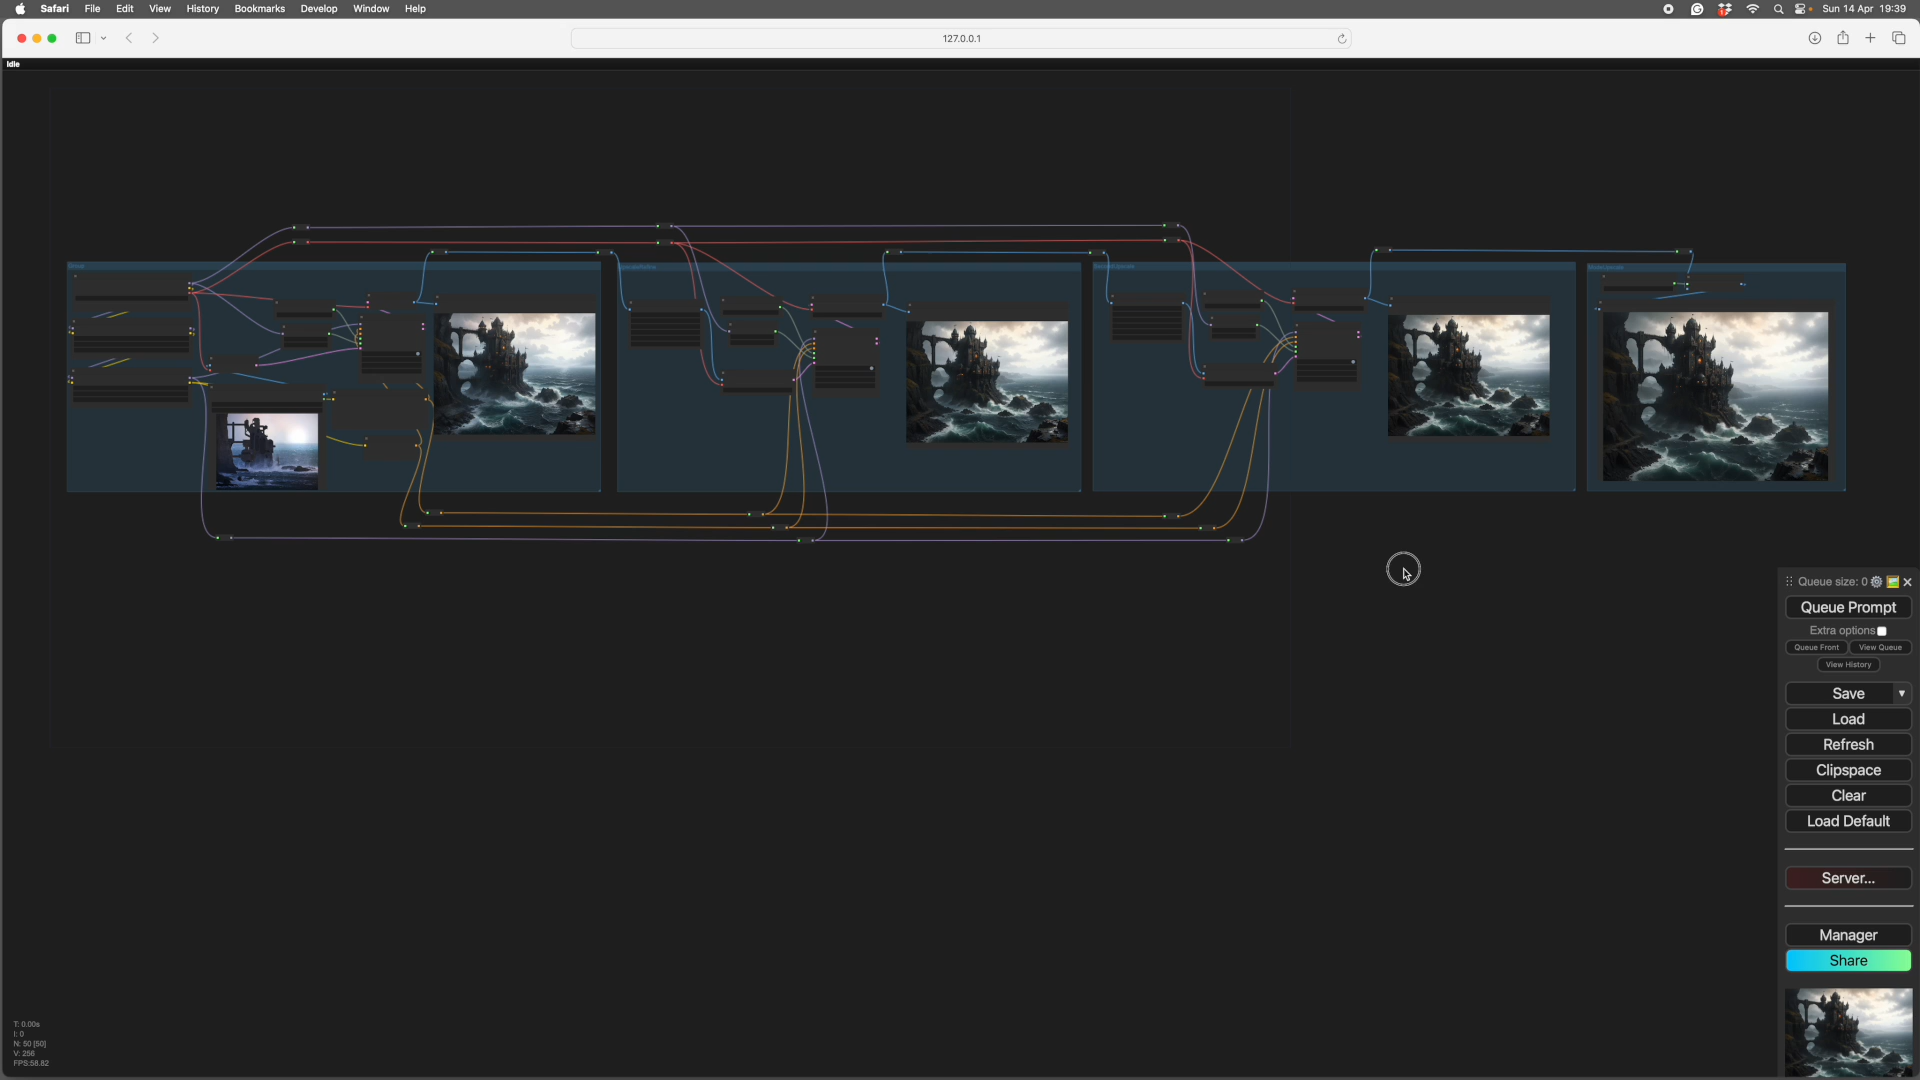 Safari File Edit View History Bookmarks Develop Window Help Sun 14 Apr 19:39
127.0.0.1
Idle
Queue size: 0
Queue Prompt
Extra options
Queue Front View Queue
View History
Save
Load
Refresh
Clipspace
Clear
Load Default
Server...
Manager
Share
T: 0.00s
I: 0
N: 50 [50]
V: 256
FPS:58.82